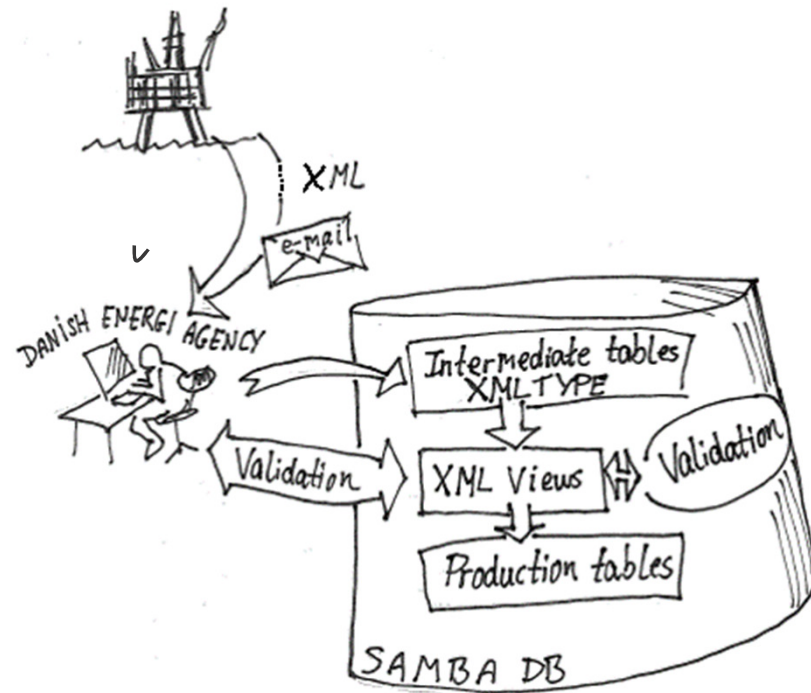 XML
e-mail
DANISH ENERGI AGENCY
Intermediate tables
XMLTYPE
Validation
XML Views
Validation
Production tables
SAMBA DB